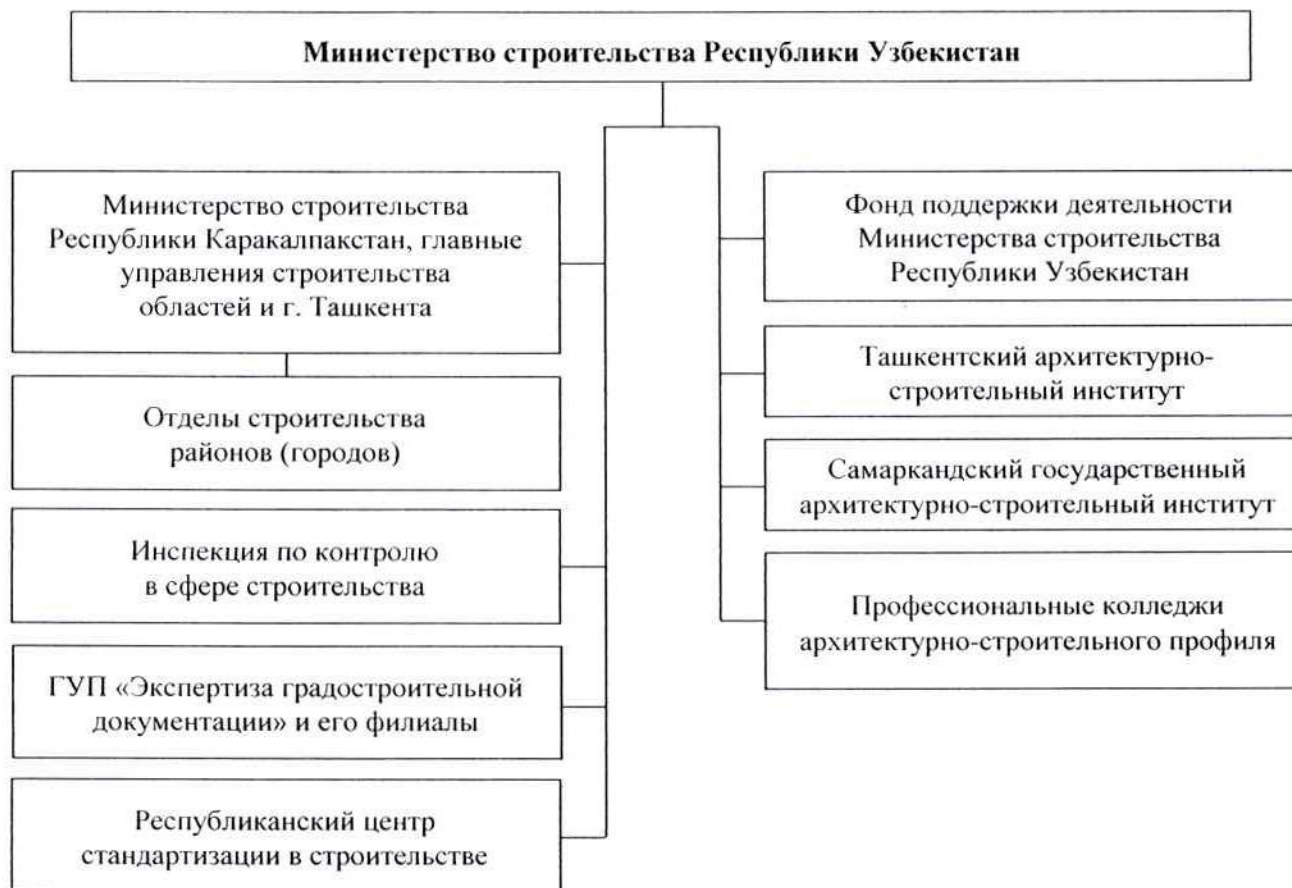 Министерство строительства Республики Узбекистан
Министерство строительства
Республики Каракалпакстан, главные
управления строительства
областей и г. Ташкента
Отделы строительства
районов (городов)
Инспекция по контролю
в сфере строительства
ГУП «Экспертиза градостроительной
документации» и его филиалы
Республиканский центр
стандартизации в строительстве
Фонд поддержки деятельности
Министерства строительства
Республики Узбекистан
Ташкентский архитектурно-
строительный институт
Самаркандский государственный
архитектурно-строительный институт
Профессиональные колледжи
архитектурно-строительного профиля